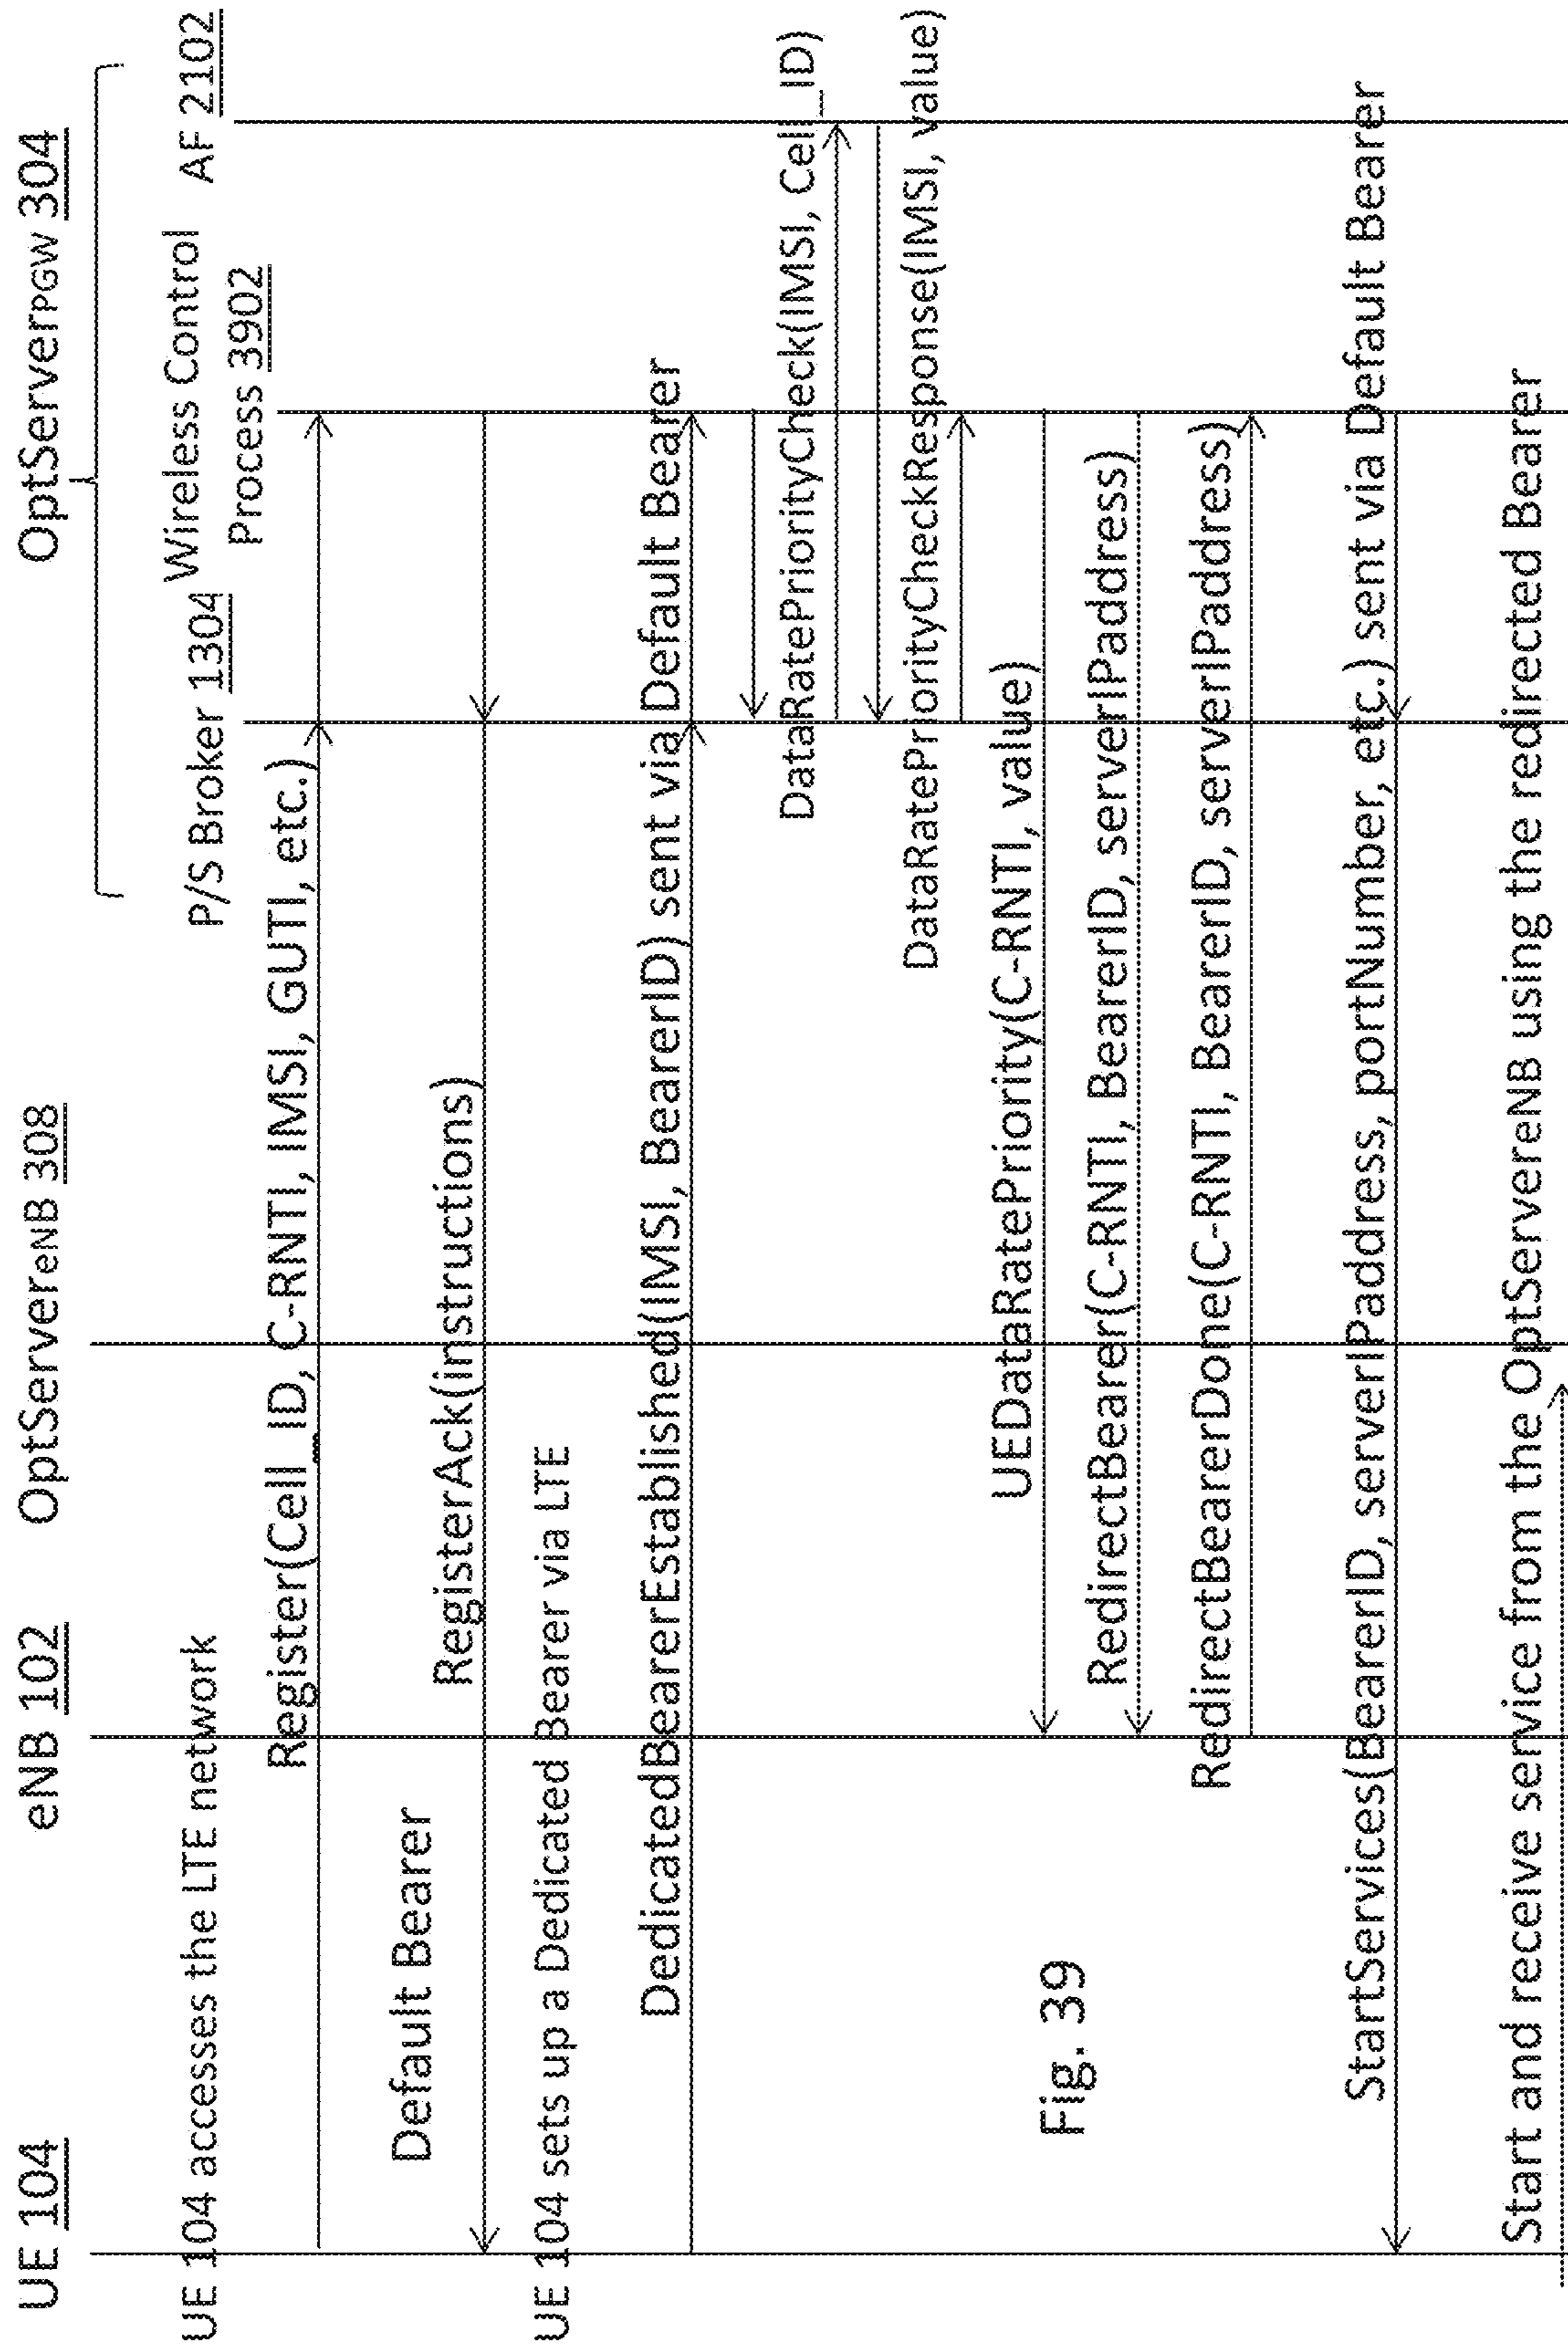 UE 104
eNB 102
OptServereNB 308
OptServerPGW 304
P/S Broker 1304
Wireless Control
Process 3902
AF 2102
UE 104 accesses the LTE network
Register(Cell_ID, C-RNTI, IMSI, GUTI, etc.)
Default Bearer
RegisterAck(instructions)
UE 104 sets up a Dedicated Bearer via LTE
DedicatedBearerEstablished(IMSI, BearerID) sent via Default Bearer
DataRatePriorityCheck(IMSI, Cell_ID)
DataRatePriorityCheckResponse(IMSI, value)
UEDataRatePriority(C-RNTI, value)
RedirectBearer(C-RNTI, BearerID, serverIPaddress)
RedirectBearerDone(C-RNTI, BearerID, serverIPaddress)
StartServices(BearerID, serverIPaddress, portNumber, etc.) sent via Default Bearer
Start and receive service from the OptServereNB using the redirected Bearer
Fig. 39